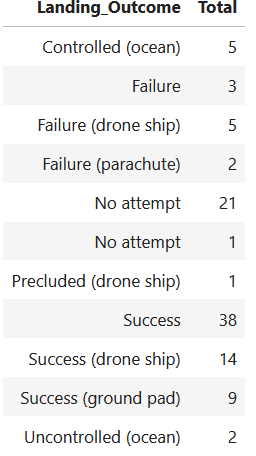 Landing_Outcome Total
Controlled (ocean) 5
Failure 3
Failure (drone ship) 5
Failure (parachute) 2
No attempt 21
No attempt 1
Precluded (drone ship) 1
Success 38
Success (drone ship) 14
Success (ground pad) 9
Uncontrolled (ocean) 2